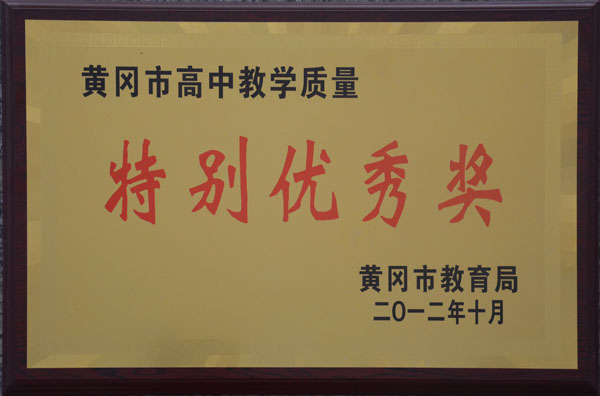 黄冈市高中教学质量
特别优秀奖
黄冈市教育局
二〇一二年十月